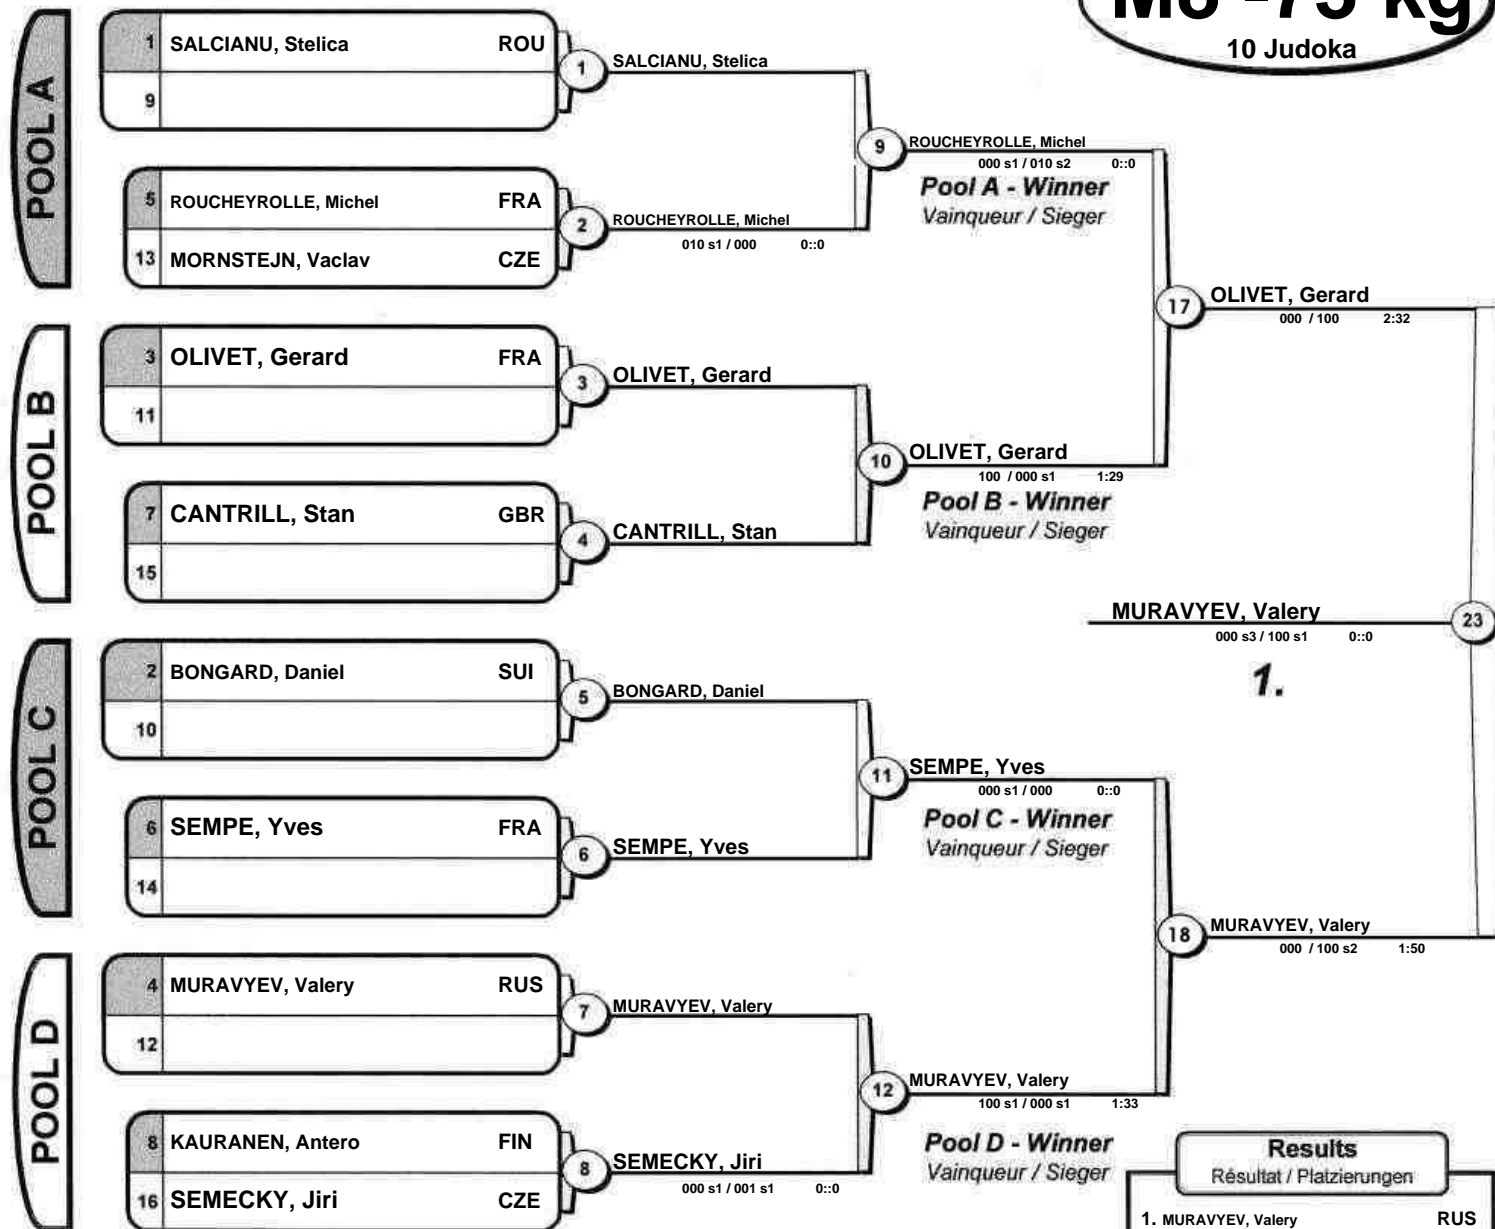 M8 -73 kg
10 Judoka
POOL A
1 SALCIANU, Stelica ROU
9
5 ROUCHEYROLLE, Michel FRA
13 MORNSTEJN, Vaclav CZE
1 SALCIANU, Stelica
2 ROUCHEYROLLE, Michel
010 s1 / 000 0::0
9 ROUCHEYROLLE, Michel
000 s1 / 010 s2 0::0
Pool A - Winner
Vainqueur / Sieger
POOL B
3 OLIVET, Gerard FRA
11
7 CANTRILL, Stan GBR
15
3 OLIVET, Gerard
4 CANTRILL, Stan
10 OLIVET, Gerard
100 / 000 s1 1:29
Pool B - Winner
Vainqueur / Sieger
17 OLIVET, Gerard
000 / 100 2:32
MURAVYEV, Valery 23
000 s3 / 100 s1 0::0
1.
POOL C
2 BONGARD, Daniel SUI
10
6 SEMPE, Yves FRA
14
5 BONGARD, Daniel
6 SEMPE, Yves
11 SEMPE, Yves
000 s1 / 000 0::0
Pool C - Winner
Vainqueur / Sieger
18 MURAVYEV, Valery
000 / 100 s2 1:50
POOL D
4 MURAVYEV, Valery RUS
12
8 KAURANEN, Antero FIN
16 SEMECKY, Jiri CZE
7 MURAVYEV, Valery
8 SEMECKY, Jiri
000 s1 / 001 s1 0::0
12 MURAVYEV, Valery
100 s1 / 000 s1 1:33
Pool D - Winner
Vainqueur / Sieger
Results
Résultat / Platzierungen
1. MURAVYEV, Valery RUS